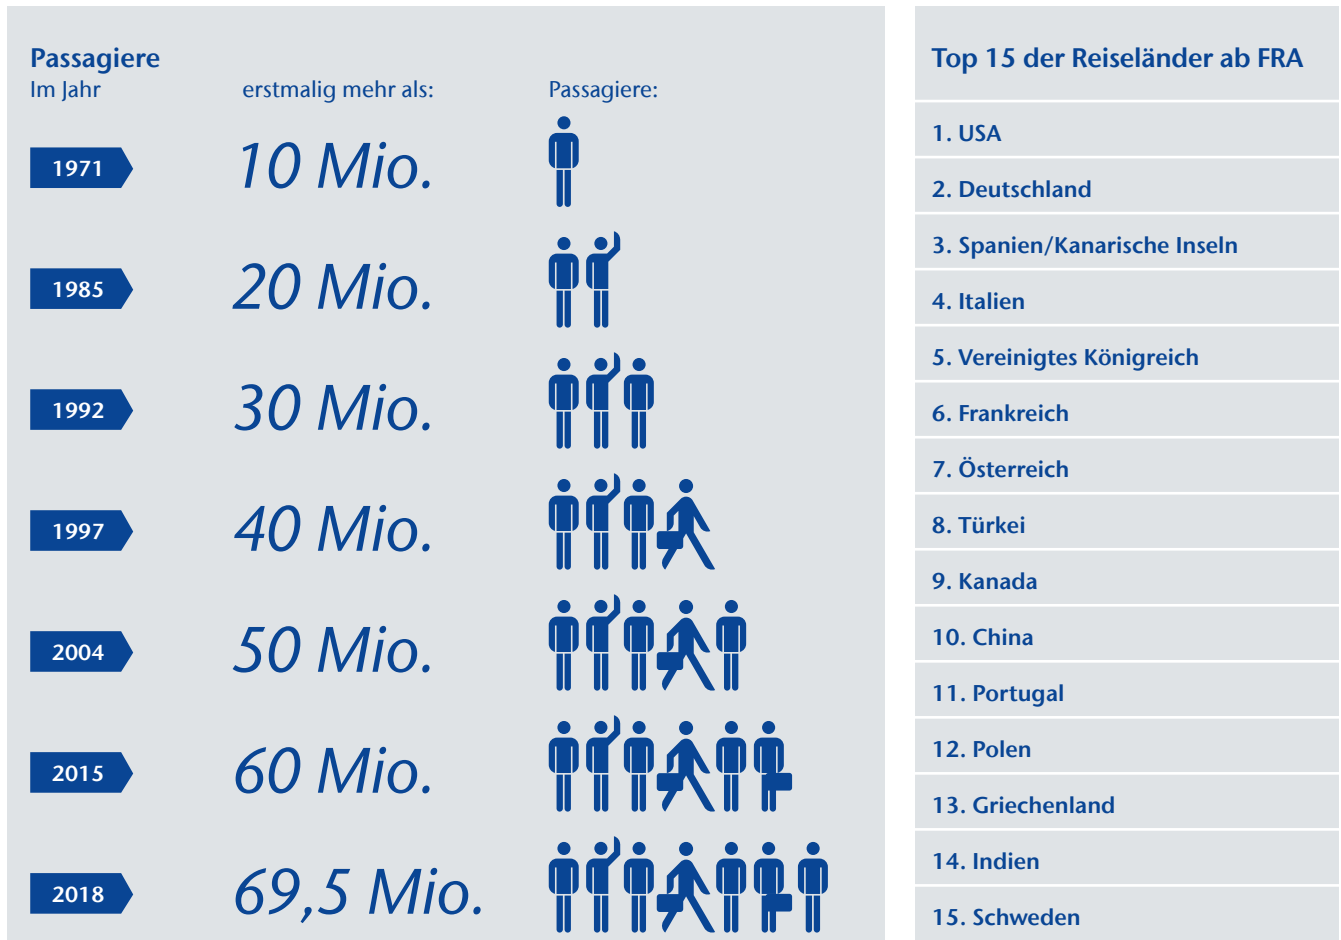 Passagiere
Im Jahr erstmalig mehr als: Passagiere:
1971 10 Mio.
1985 20 Mio.
1992 30 Mio.
1997 40 Mio.
2004 50 Mio.
2015 60 Mio.
2018 69,5 Mio.
Top 15 der Reiseländer ab FRA
1. USA
2. Deutschland
3. Spanien/Kanarische Inseln
4. Italien
5. Vereinigtes Königreich
6. Frankreich
7. Österreich
8. Türkei
9. Kanada
10. China
11. Portugal
12. Polen
13. Griechenland
14. Indien
15. Schweden